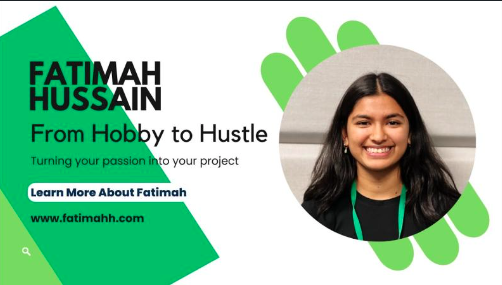 FATIMAH
HUSSAIN
From Hobby to Hustle
Turning your passion into your project
Learn More About Fatimah
www.fatimahh.com